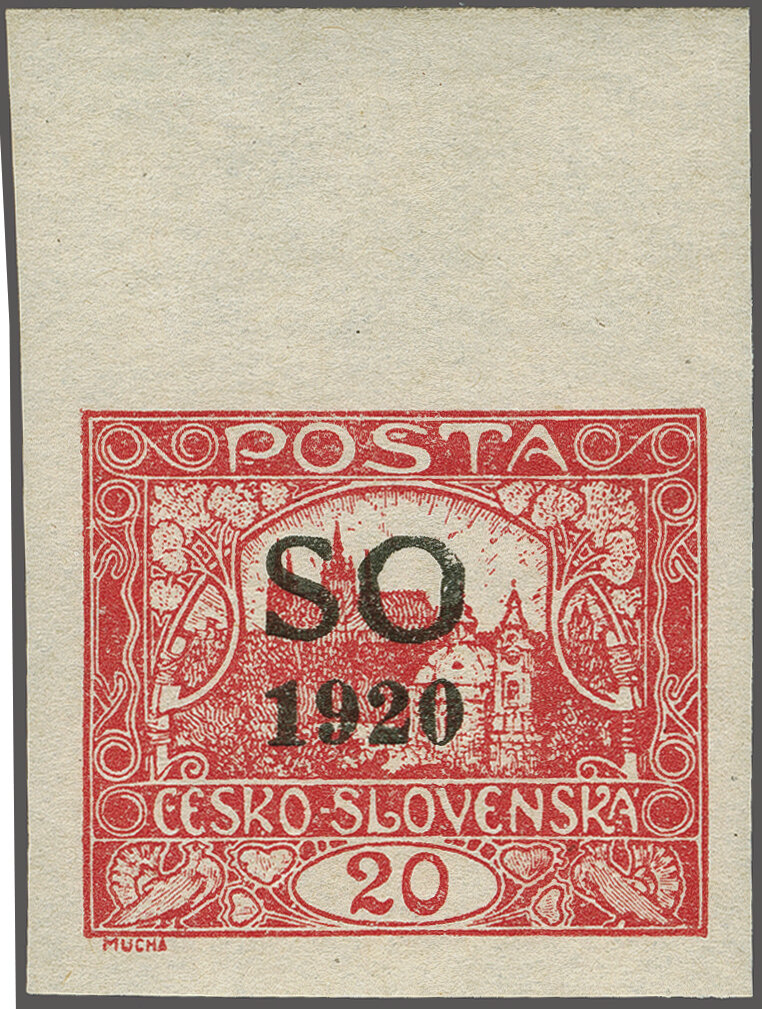 POSTA
SO
1920
ČESKO-SLOVENSKÁ
20
MUCHA